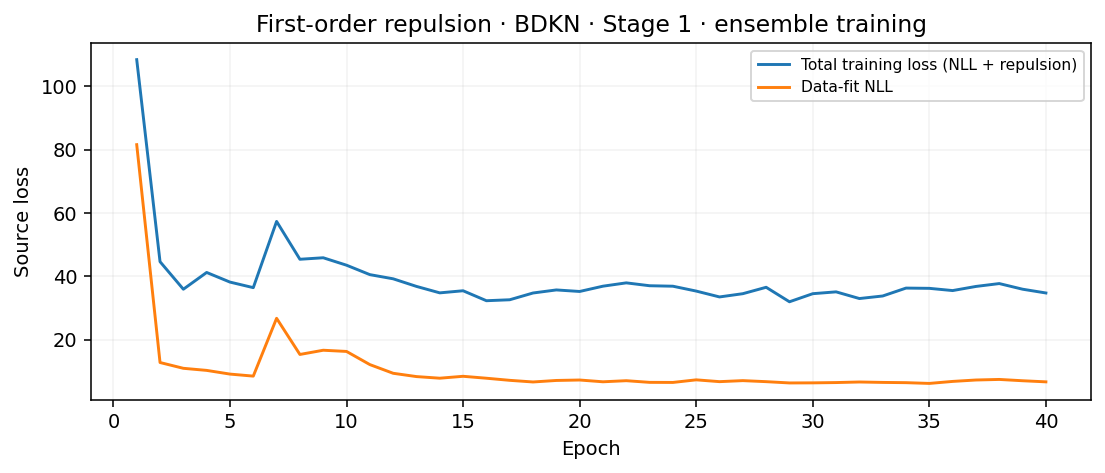 First-order repulsion · BDKN · Stage 1 · ensemble training
Total training loss (NLL + repulsion)
Data-fit NLL
Source loss
100
80
60
40
20
0 5 10 15 20 25 30 35 40
Epoch